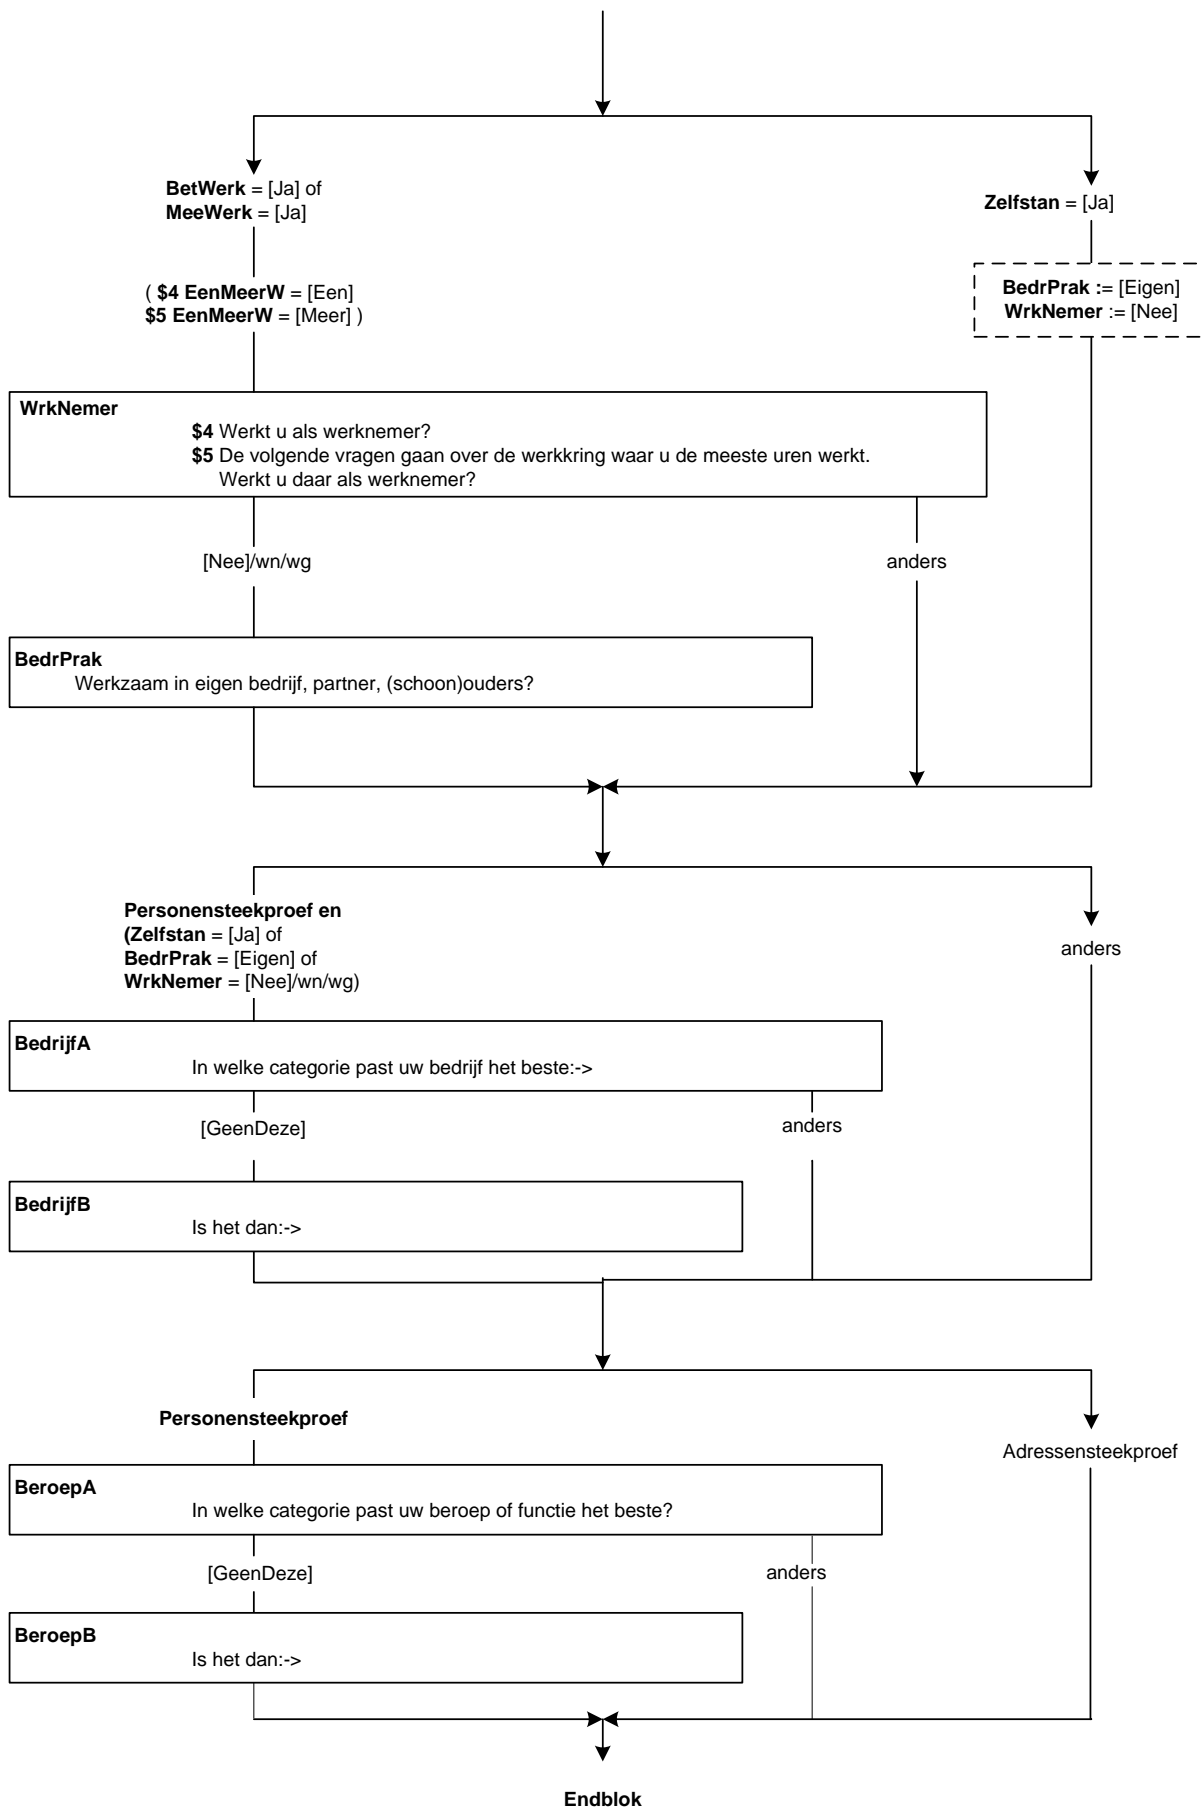 BetWerk = [Ja] of
MeeWerk = [Ja]
Zelfstan = [Ja]
( $4 EenMeerW = [Een]
$5 EenMeerW = [Meer] )
BedrPrak := [Eigen]
WrkNemer := [Nee]
WrkNemer
$4 Werkt u als werknemer?
$5 De volgende vragen gaan over de werkkring waar u de meeste uren werkt.
Werkt u daar als werknemer?
[Nee]/wn/wg
anders
BedrPrak
Werkzaam in eigen bedrijf, partner, (schoon)ouders?
Personensteekproef en
(Zelfstan = [Ja] of
BedrPrak = [Eigen] of
WrkNemer = [Nee]/wn/wg)
anders
BedrijfA
In welke categorie past uw bedrijf het beste:->
[GeenDeze]
anders
BedrijfB
Is het dan:->
Personensteekproef
Adressensteekproef
BeroepA
In welke categorie past uw beroep of functie het beste?
[GeenDeze]
anders
BeroepB
Is het dan:->
Endblok